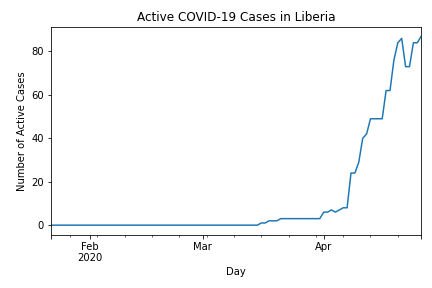 Active COVID-19 Cases in Liberia
Number of Active Cases
80
60
40
20
0
Feb
2020
Mar
Apr
Day